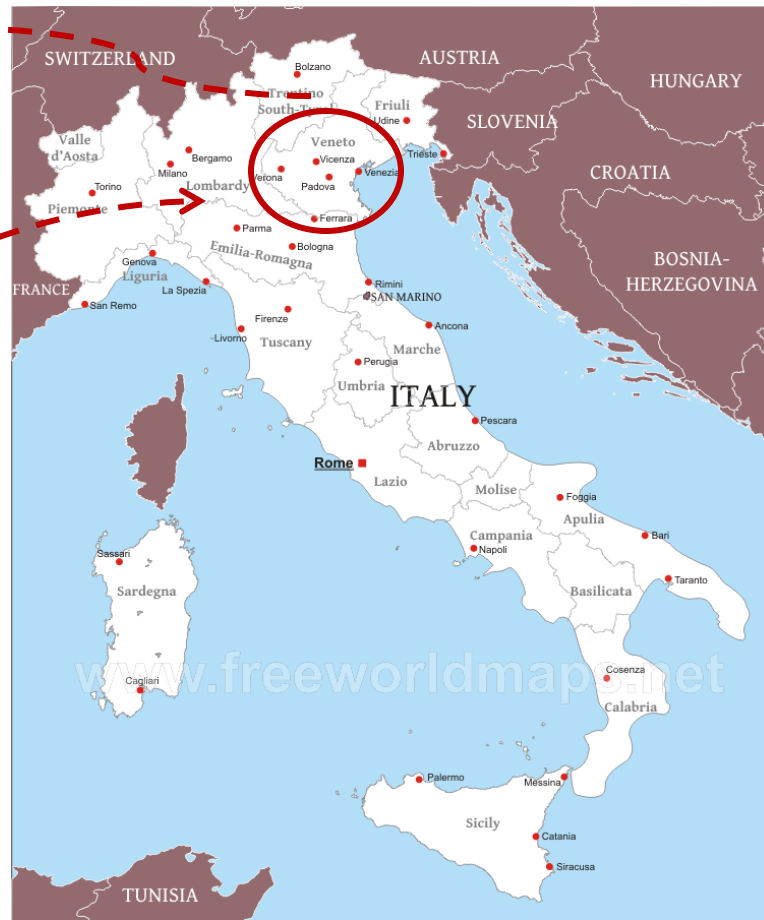 SWITZERLAND
AUSTRIA
HUNGARY
Bolzano
Trentino
South-Tyrol
Friuli
Udine
SLOVENIA
Valle
d'Aosta
Bergamo
Milano
Lombardy
Veneto
Vicenza
Verona
Padova
Venezia
Trieste
CROATIA
Torino
Piemonte
Parma
Ferrara
Emilia-Romagna
Bologna
BOSNIA-
HERZEGOVINA
Genova
Liguria
La Spezia
FRANCE
San Remo
Rimini
SAN MARINO
Firenze
Livorno
Tuscany
Ancona
Marche
Perugia
Umbria
ITALY
Pescara
Abruzzo
Rome
Lazio
Molise
Foggia
Apulia
Campania
Napoli
Bari
Sassari
Sardegna
Basilicata
Taranto
www.freeworldmaps.net
Cagliari
Cosenza
Calabria
Palermo
Messina
Sicily
Catania
Siracusa
TUNISIA